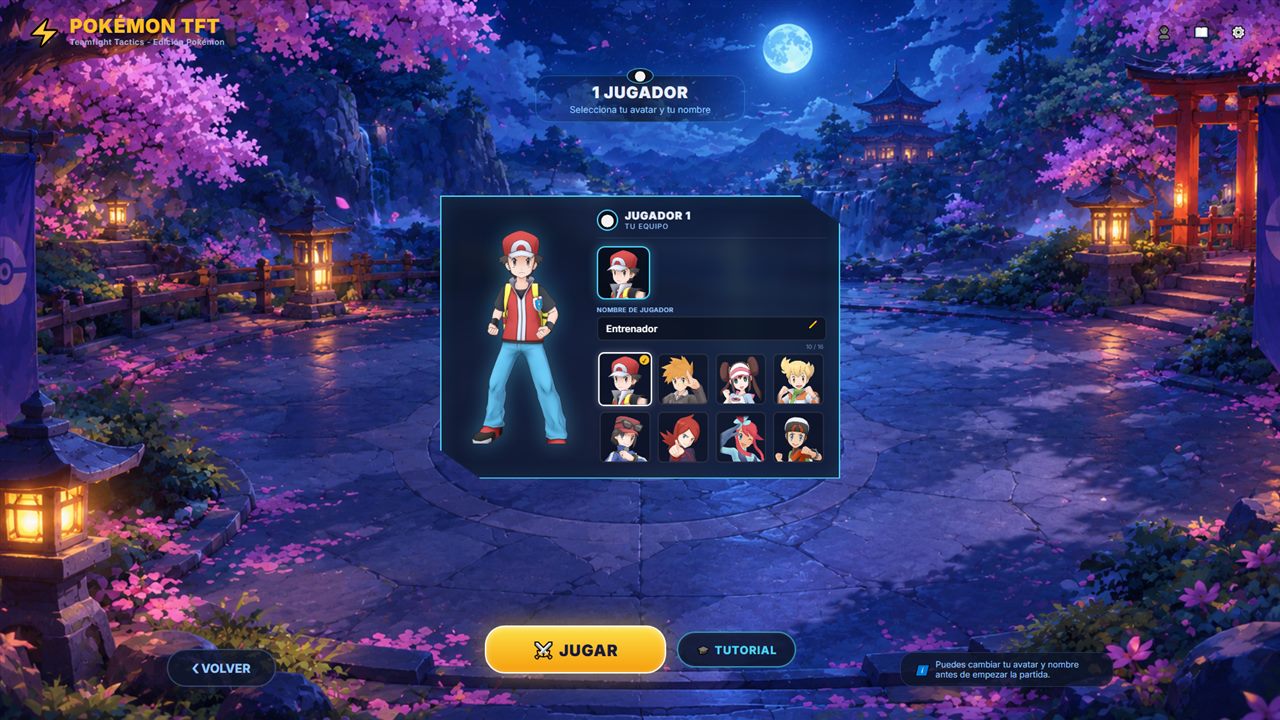 POKÉMON TFT
Teamfight Tactics - Edición Pokémon
1 JUGADOR
Selecciona tu avatar y tu nombre
JUGADOR 1
TU EQUIPO
NOMBRE DE JUGADOR
Entrenador
10 / 16
JUGAR
TUTORIAL
VOLVER
Puedes cambiar tu avatar y nombre
antes de empezar la partida.